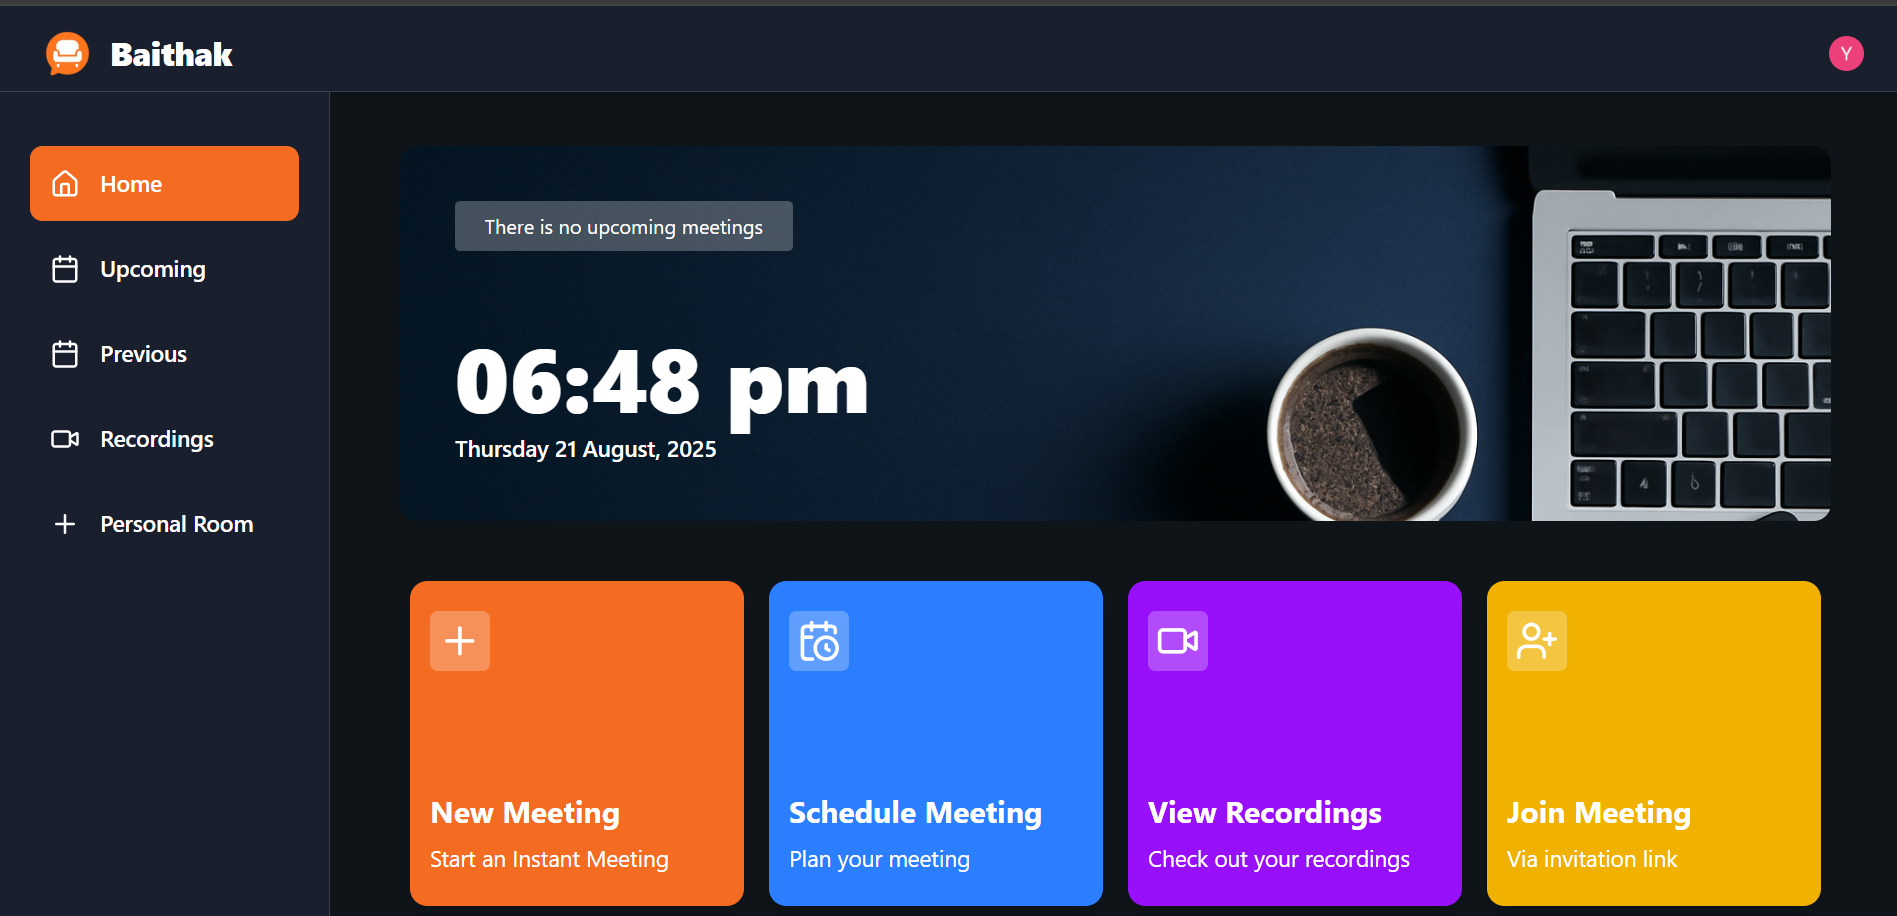 Baithak
Y
Home
Upcoming
Previous
Recordings
Personal Room
There is no upcoming meetings
06:48 pm
Thursday 21 August, 2025
New Meeting
Start an Instant Meeting
Schedule Meeting
Plan your meeting
View Recordings
Check out your recordings
Join Meeting
Via invitation link